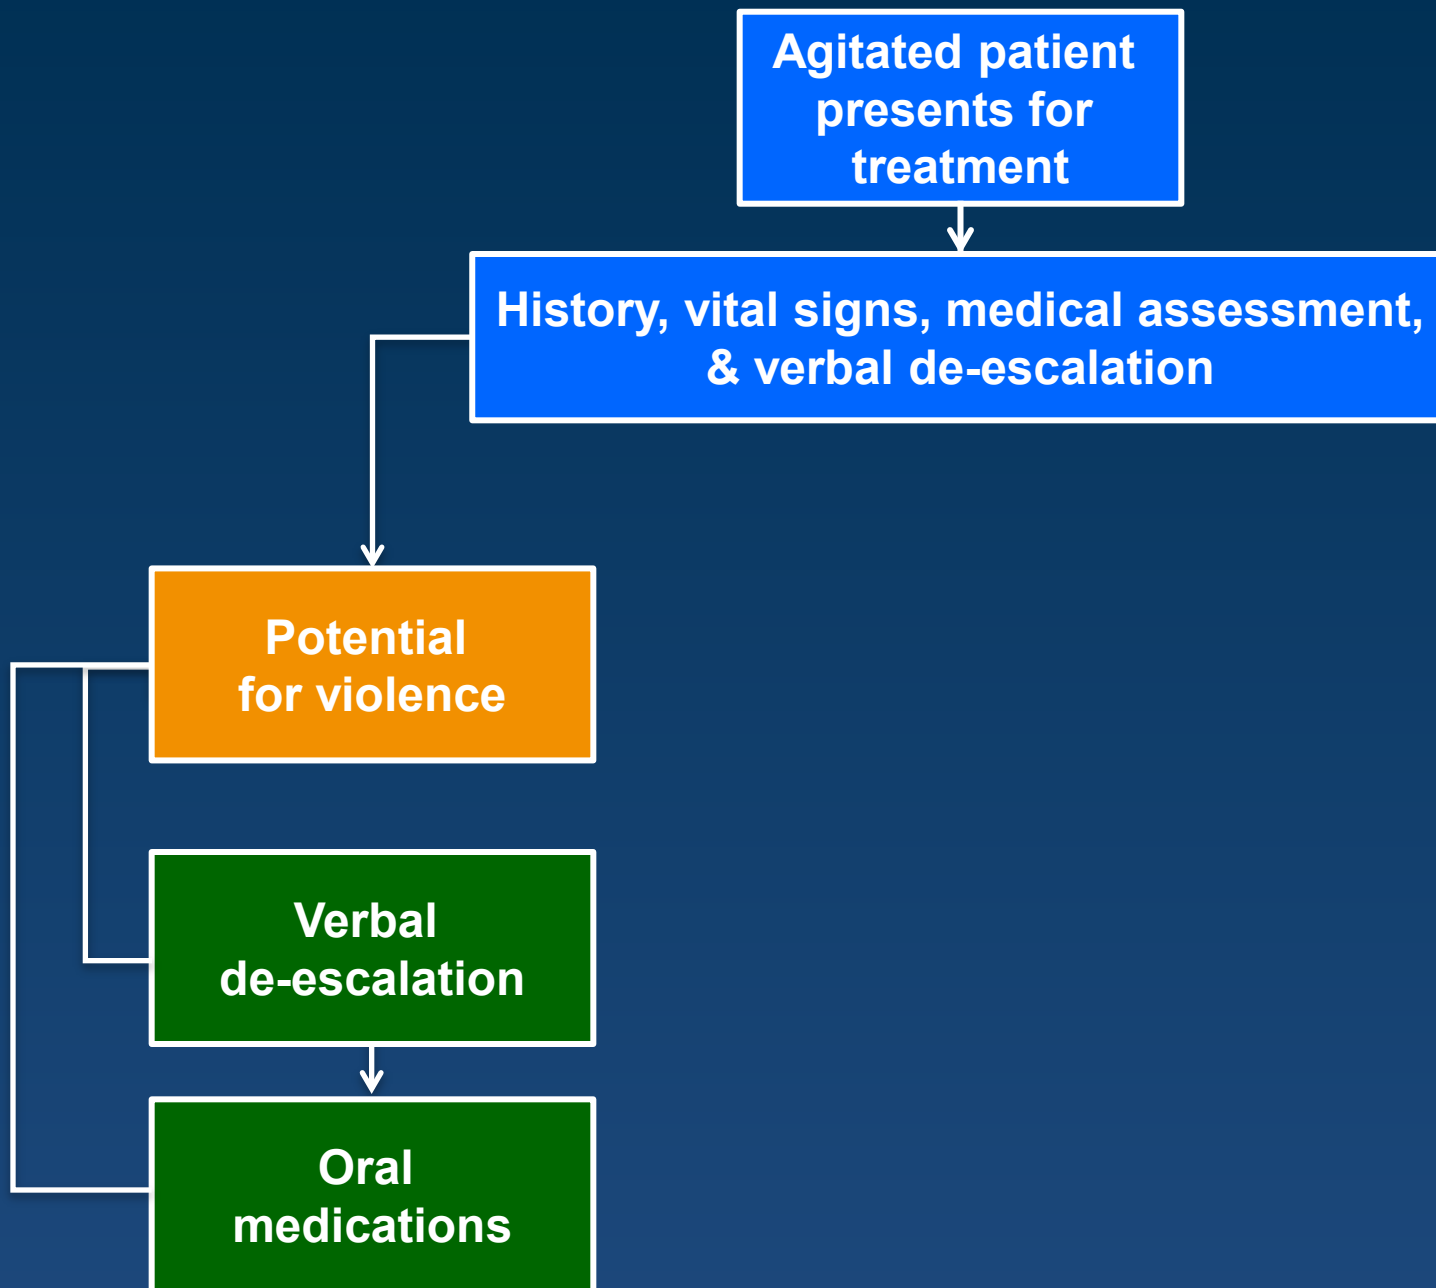 Agitated patient
presents for
treatment
History, vital signs, medical assessment,
& verbal de-escalation
Potential
for violence
Verbal
de-escalation
Oral
medications